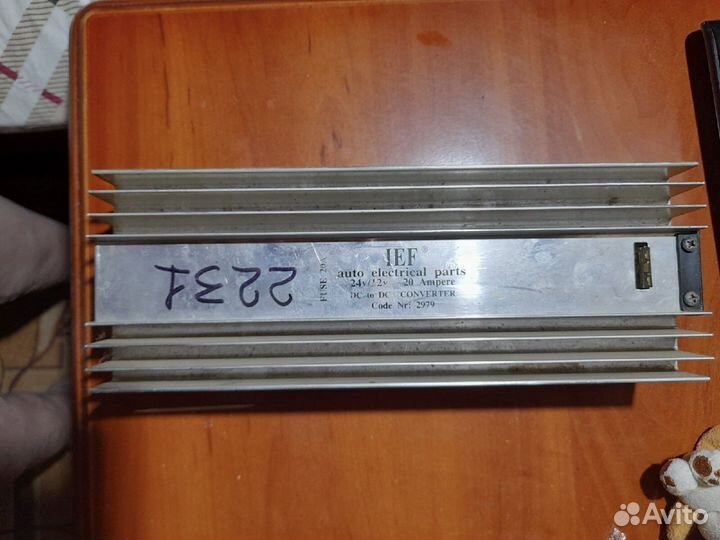 IEF®
auto electrical parts
24v/12v 20 Ampere
DC-to-DC CONVERTER
Code Nr: 2979
FUSE 20A
2231
Avito